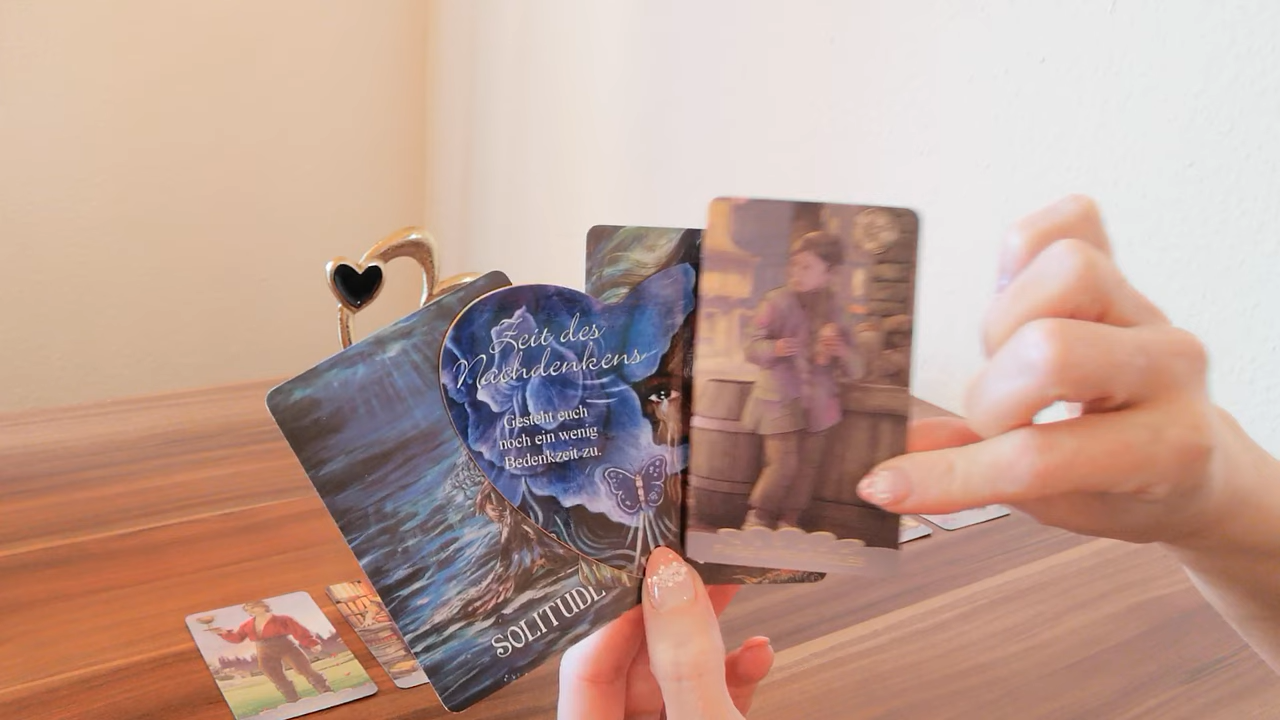 Zeit des
Nachdenkens
Gesteht euch
noch ein wenig
Bedenkzeit zu.
SOLITUDE